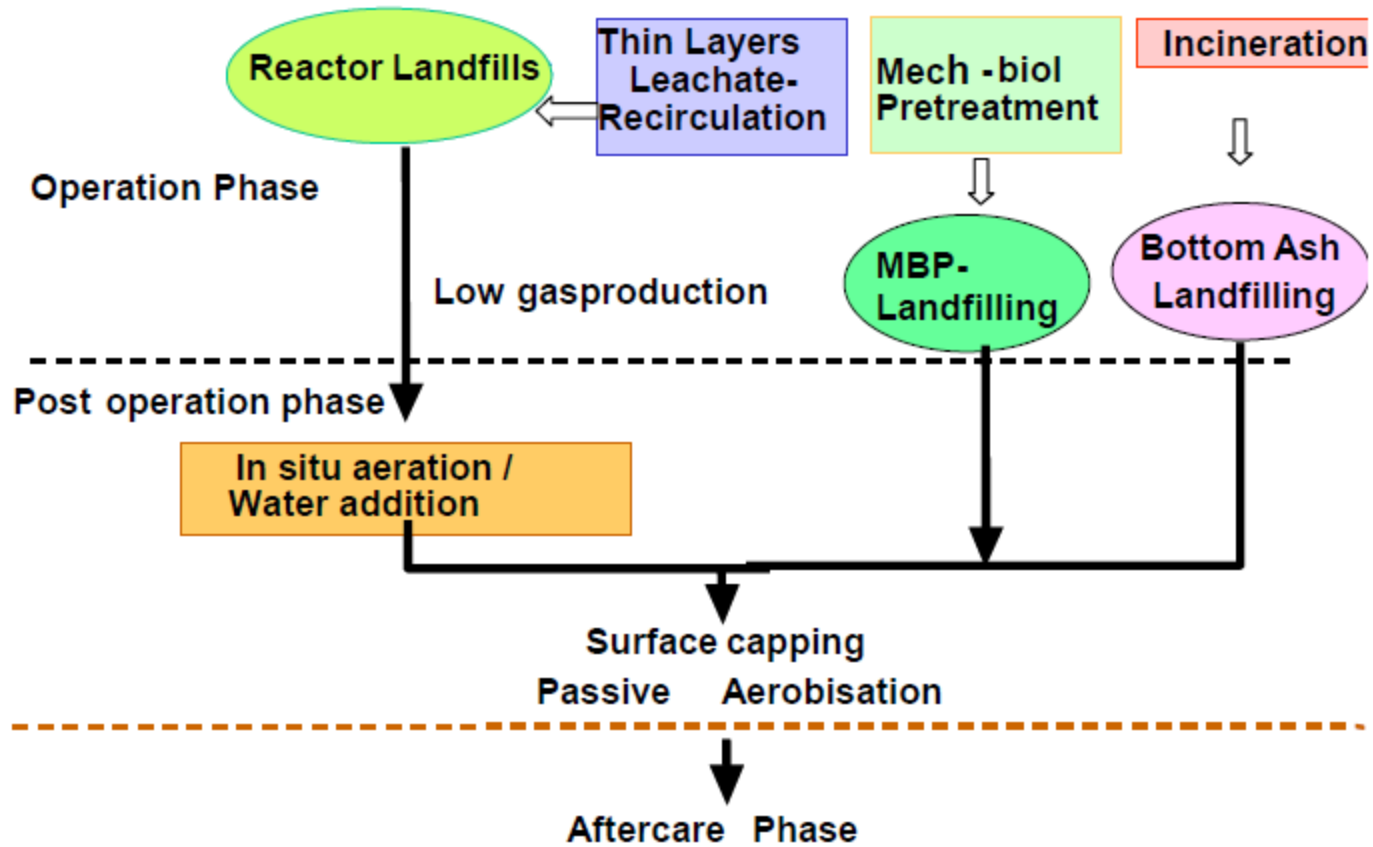 Reactor Landfills
Thin Layers
Leachate-
Recirculation
Mech -biol
Pretreatment
Incineration
Operation Phase
MBP-
Landfilling
Bottom Ash
Landfilling
Low gasproduction
Post operation phase
In situ aeration /
Water addition
Surface capping
Passive Aerobisation
Aftercare Phase